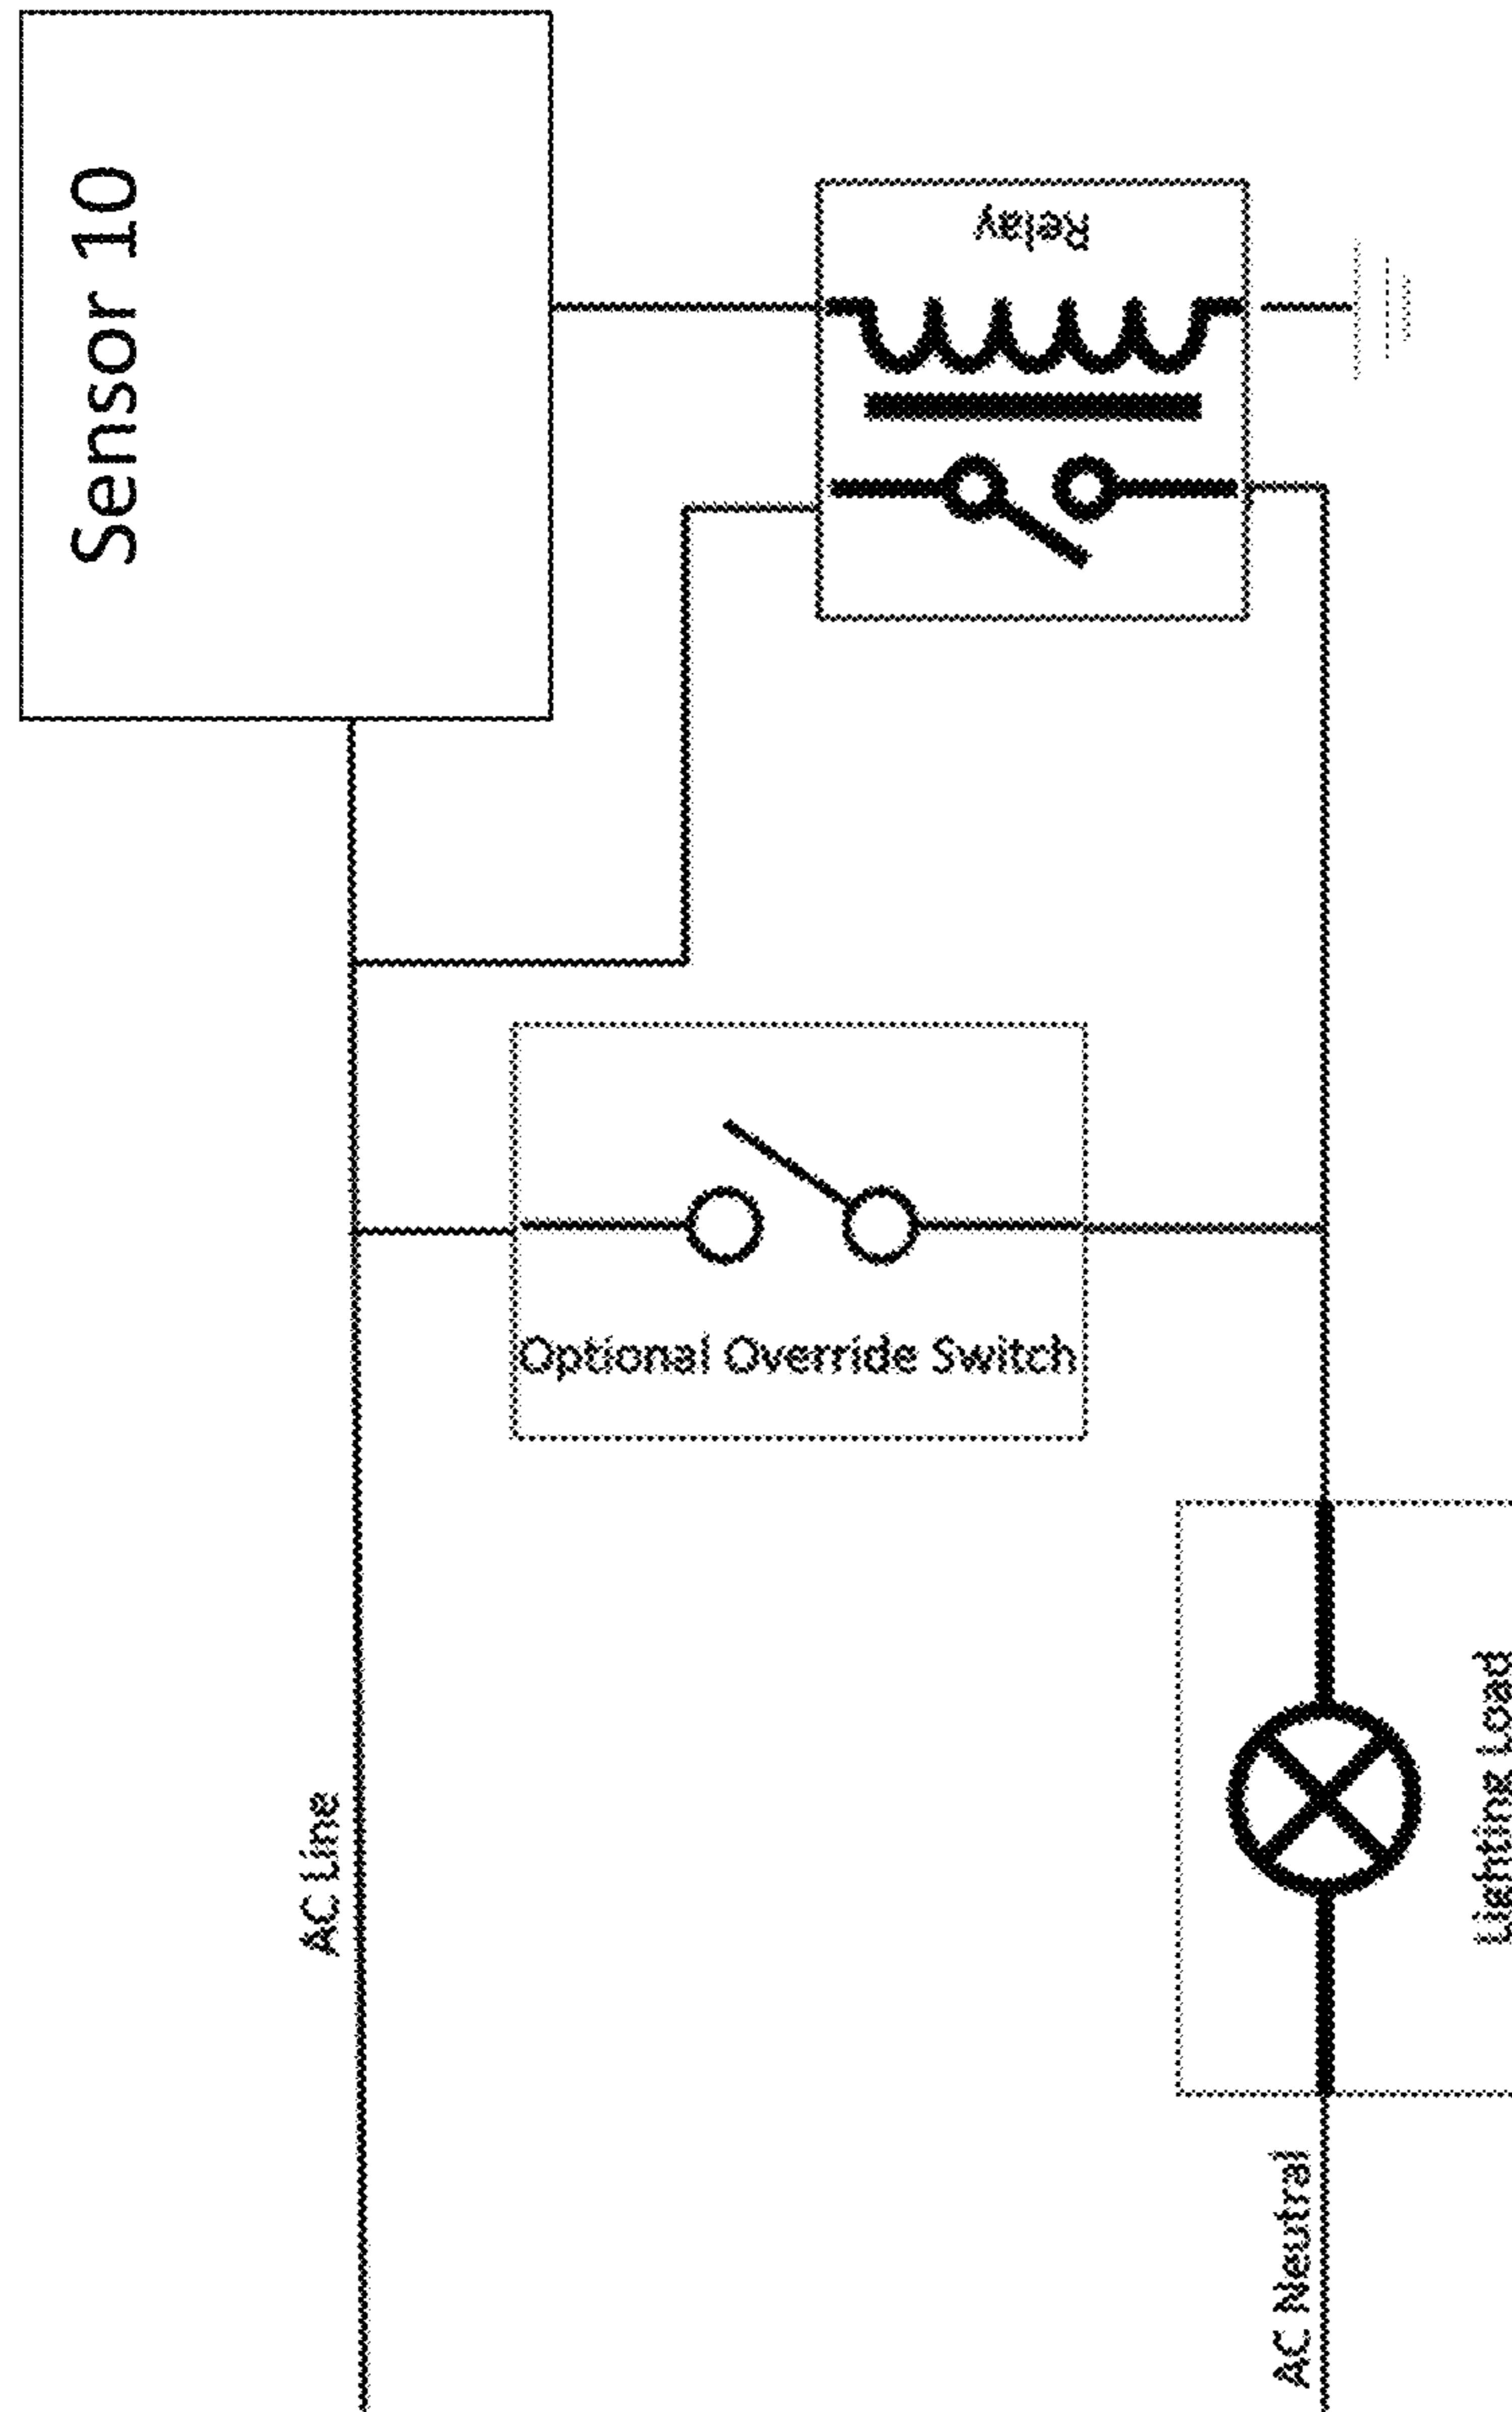 Sensor 10
Relay
Optional Override Switch
AC Line
Lighting Load
AC Neutral